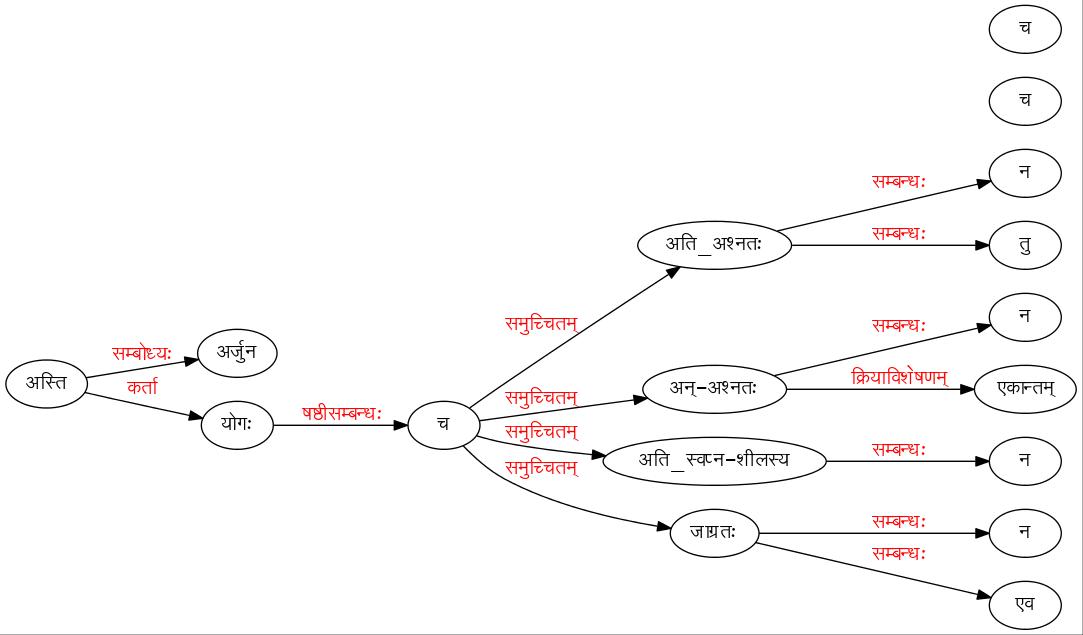 च
च
सम्बन्धः
न
अति_अश्नतः
सम्बन्धः
तु
समुच्चितम्
सम्बन्धः
न
सम्बोध्यः
अर्जुन
अस्ति
कर्ता
क्रियाविशेषणम्
अन्-अश्नतः
एकान्तम्
समुच्चितम्
योगः
षष्ठीसम्बन्धः
च
समुच्चितम्
अति_स्वप्न-शीलस्य
सम्बन्धः
न
समुच्चितम्
जाग्रतः
सम्बन्धः
न
सम्बन्धः
एव